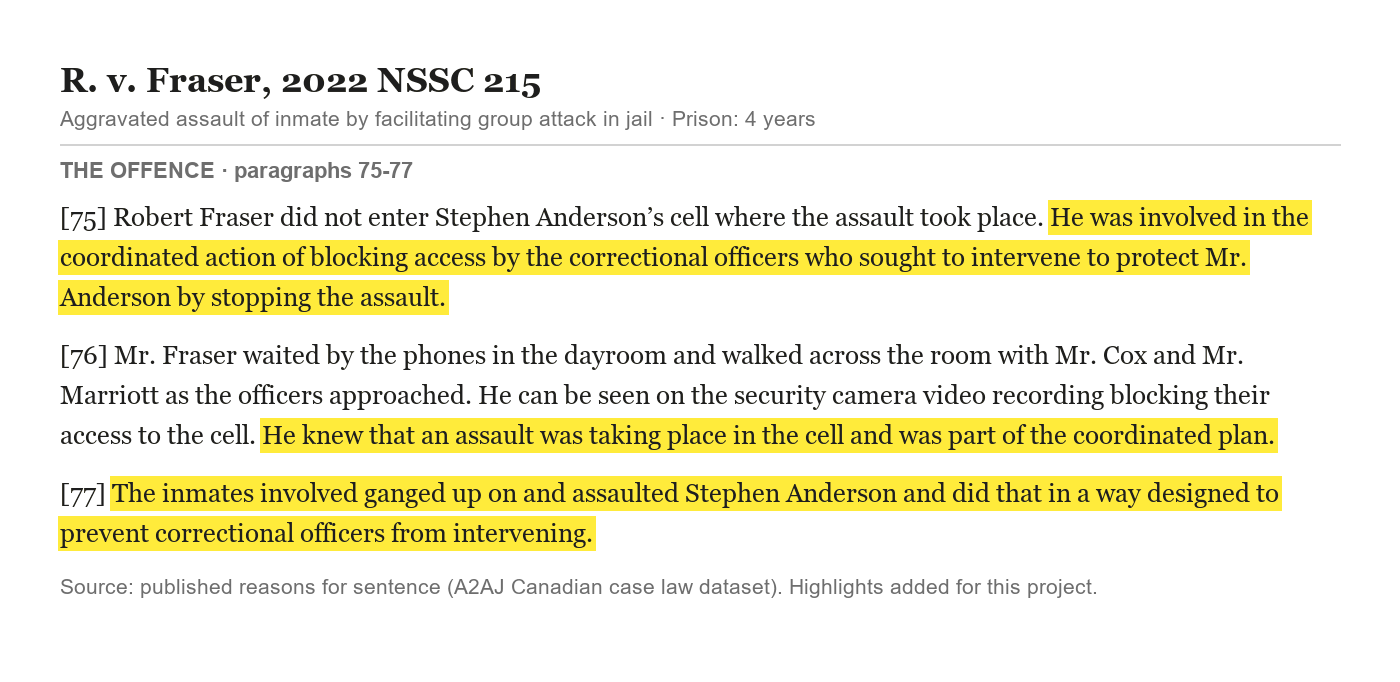 R. v. Fraser, 2022 NSSC 215
Aggravated assault of inmate by facilitating group attack in jail · Prison: 4 years
THE OFFENCE · paragraphs 75-77
[75] Robert Fraser did not enter Stephen Anderson’s cell where the assault took place. He was involved in the
coordinated action of blocking access by the correctional officers who sought to intervene to protect Mr.
Anderson by stopping the assault.
[76] Mr. Fraser waited by the phones in the dayroom and walked across the room with Mr. Cox and Mr.
Marriott as the officers approached. He can be seen on the security camera video recording blocking their
access to the cell. He knew that an assault was taking place in the cell and was part of the coordinated plan.
[77] The inmates involved ganged up on and assaulted Stephen Anderson and did that in a way designed to
prevent correctional officers from intervening.
Source: published reasons for sentence (A2AJ Canadian case law dataset). Highlights added for this project.